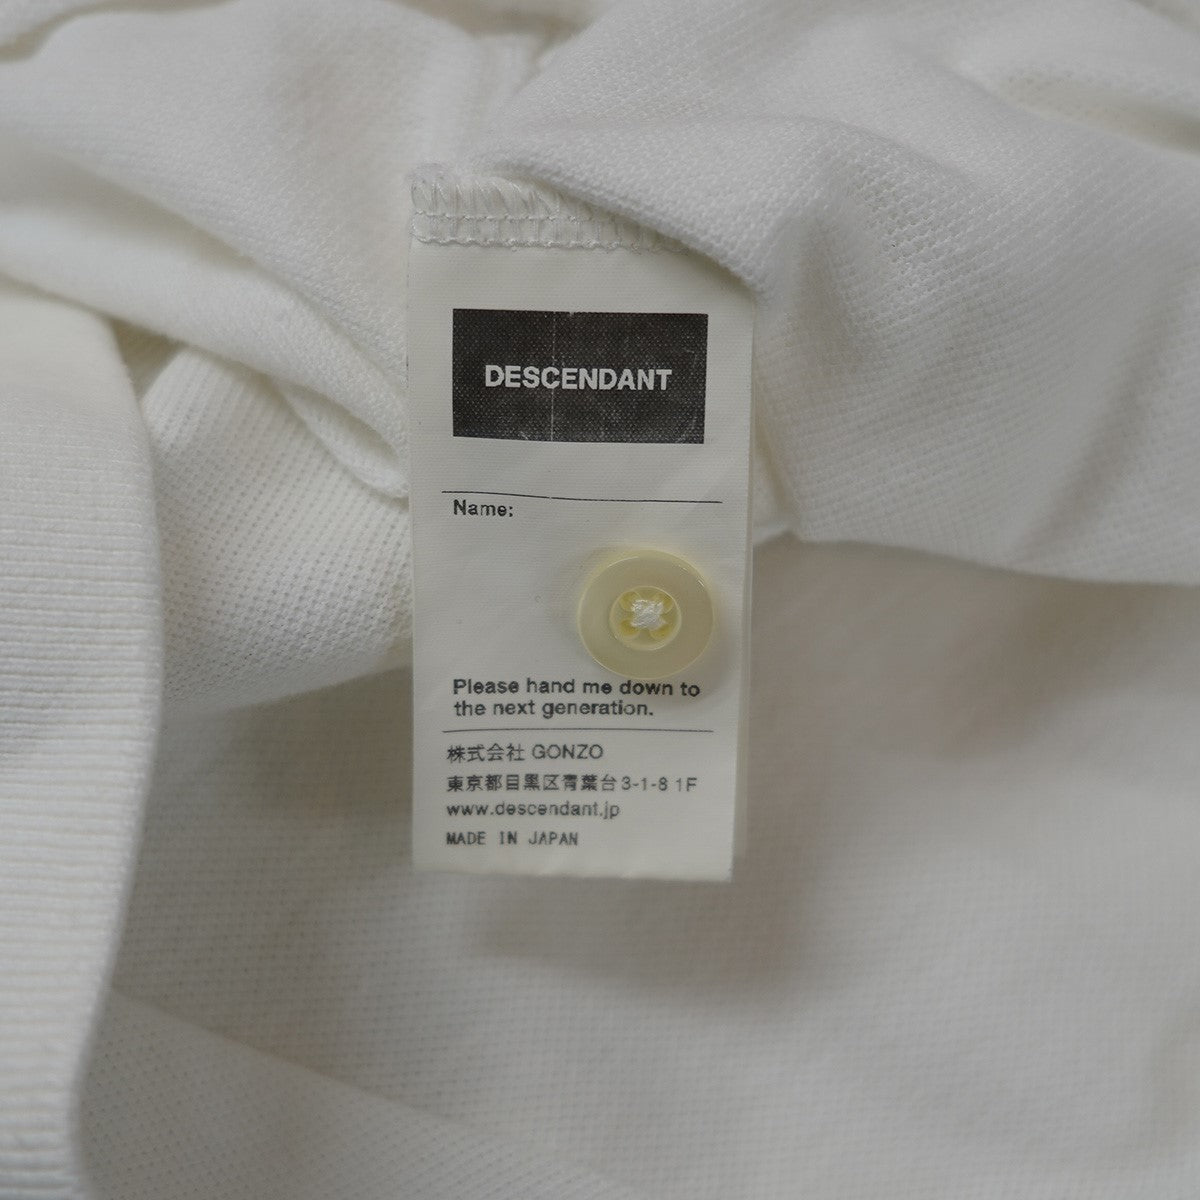 DESCENDANT
Name:
Please hand me down to
the next generation.
株式会社 GONZO
東京都目黒区青葉台3-1-8 1F
www.descendant.jp
MADE IN JAPAN